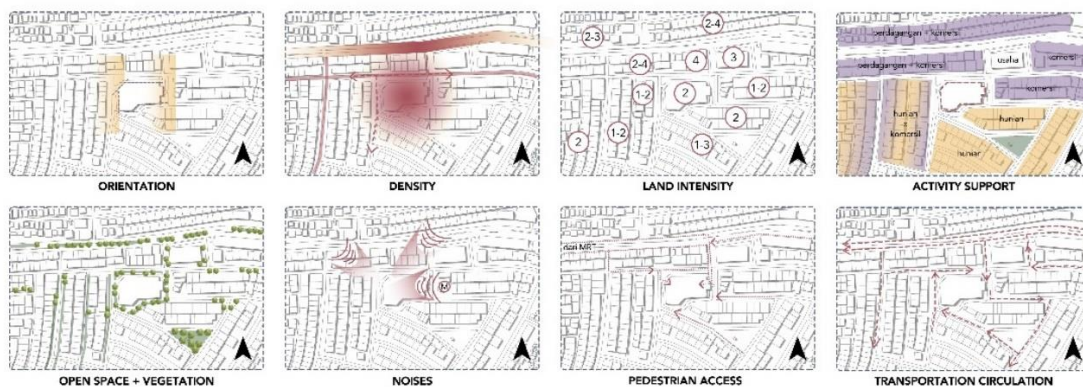 ORIENTATION
DENSITY
2-3
2-4
2-4
4
3
1-2
2
1-2
2
2
1-2
1-3
LAND INTENSITY
perdagangan + komersil
perdagangan + komersil
usaha
komersil
komersil
hunian
+
komersil
hunian
hunian
ACTIVITY SUPPORT
OPEN SPACE + VEGETATION
M
NOISES
dari MRT
PEDESTRIAN ACCESS
TRANSPORTATION CIRCULATION